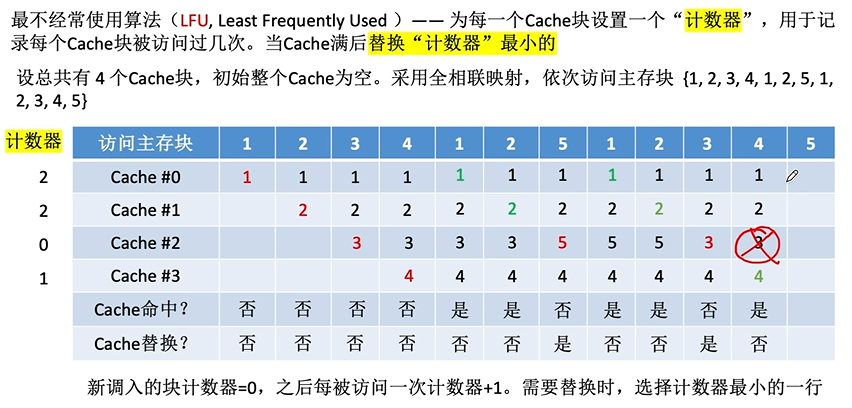 最不经常使用算法（LFU, Least Frequently Used ）—— 为每一个Cache块设置一个“计数器”，用于记
录每个Cache块被访问过几次。当Cache满后替换“计数器”最小的
设总共有 4 个Cache块，初始整个Cache为空。采用全相联映射，依次访问主存块 {1, 2, 3, 4, 1, 2, 5, 1,
2, 3, 4, 5}
计数器 访问主存块 1 2 3 4 1 2 5 1 2 3 4 5
2 Cache #0 1 1 1 1 1 1 1 1 1 1 1
2 Cache #1 2 2 2 2 2 2 2 2 2 2
0 Cache #2 3 3 3 3 5 5 5 3 3
1 Cache #3 4 4 4 4 4 4 4 4
Cache命中？ 否 否 否 否 是 是 否 是 是 否 是
Cache替换？ 否 否 否 否 否 否 是 否 否 是 否
新调入的块计数器=0，之后每被访问一次计数器+1。需要替换时，选择计数器最小的一行